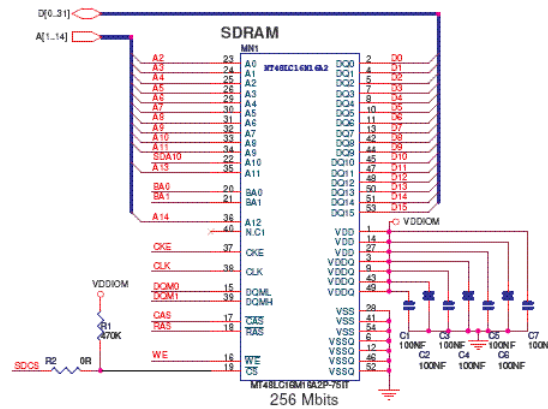 D[0..31]
A[1..14]
SDRAM
MN1
MT48LC16M16A2
A2 23 A0 DQ0 2 D0
A3 24 A1 DQ1 4 D1
A4 25 A2 DQ2 5 D2
A5 26 A3 DQ3 7 D3
A6 29 A4 DQ4 8 D4
A7 30 A5 DQ5 10 D5
A8 31 A6 DQ6 11 D6
A9 32 A7 DQ7 13 D7
A10 33 A8 DQ8 42 D8
A11 34 A9 DQ9 44 D9
SDA10 22 A10 DQ10 45 D10
A13 35 A11 DQ11 47 D11
DQ12 48 D12
BA0 20 BA0 DQ13 50 D13
BA1 21 BA1 DQ14 51 D14
DQ15 53 D15
A14 36 A12
40 N.C1
VDDIOM
VDD 1
VDD 14
CKE 37 CKE VDD 27
VDDQ 3
CLK 38 CLK VDDQ 9
VDDQ 43
DQM0 15 DQML VDDQ 49
DQM1 39 DQMH
VDDIOM
R1
470K
CAS 17 CAS VSS 28
RAS 18 RAS VSS 41
VSS 54
VSSQ 6
VSSQ 12
WE 16 WE VSSQ 46
19 CS VSSQ 52
C1 C3 C5 C7
100NF 100NF 100NF 100NF
C2 C4 C6
100NF 100NF 100NF
SDCS R2 0R
MT48LC16M16A2P-75IT
256 Mbits